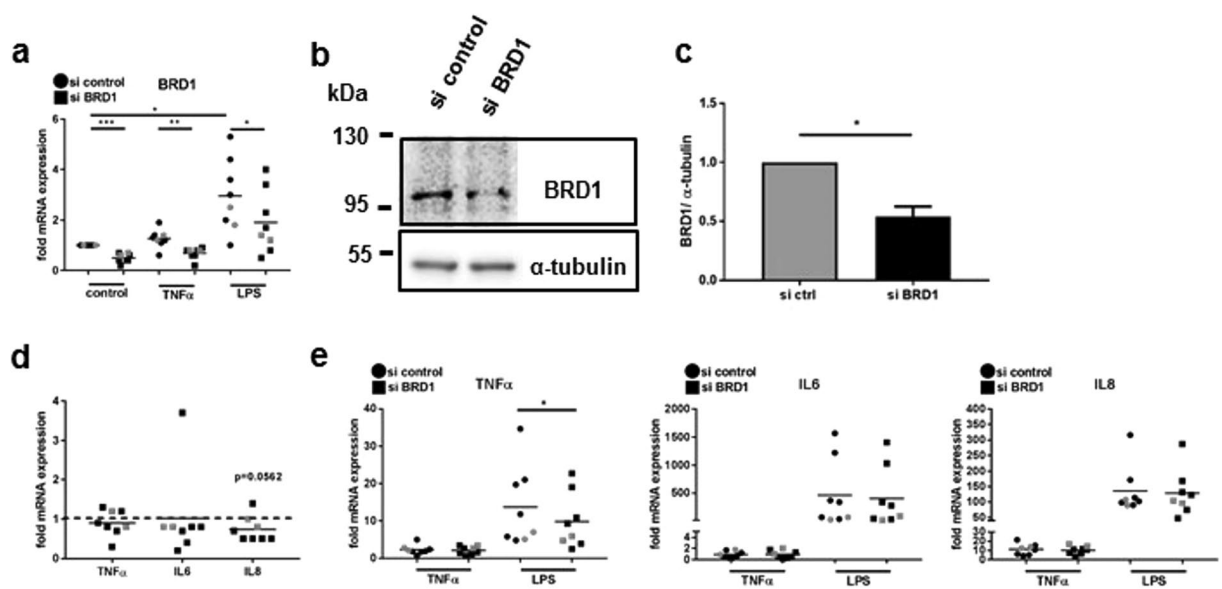 a
si control
si BRD1
BRD1
fold mRNA expression
6
4
2
0
*
***
**
*
control
TNFα
LPS
b
si control
si BRD1
kDa
130
95
55
BRD1
α-tubulin
c
BRD1/ α-tubulin
1.5
1.0
0.5
0.0
*
si ctrl
si BRD1
d
fold mRNA expression
4
3
2
1
0
p=0.0562
TNFα
IL6
IL8
e
si control
si BRD1
TNFα
fold mRNA expression
40
30
20
10
0
*
TNFα
LPS
si control
si BRD1
IL6
fold mRNA expression
2000
1500
1000
500
4
2
0
TNFα
LPS
si control
si BRD1
IL8
fold mRNA expression
400
350
300
250
200
150
100
50
20
10
0
TNFα
LPS